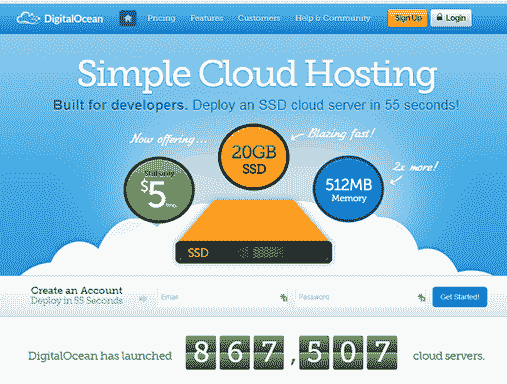 DigitalOcean Pricing Features Customers Help & Community Sign Up Login
Simple Cloud Hosting
Built for developers. Deploy an SSD cloud server in 55 seconds!
Now offering...
Blazing fast!
20GB
SSD
2x more!
$5
/mo.
512MB
Memory
SSD
Create an Account
Deploy in 55 Seconds
Email
Password
Get Started!
DigitalOcean has launched 867,507 cloud servers.